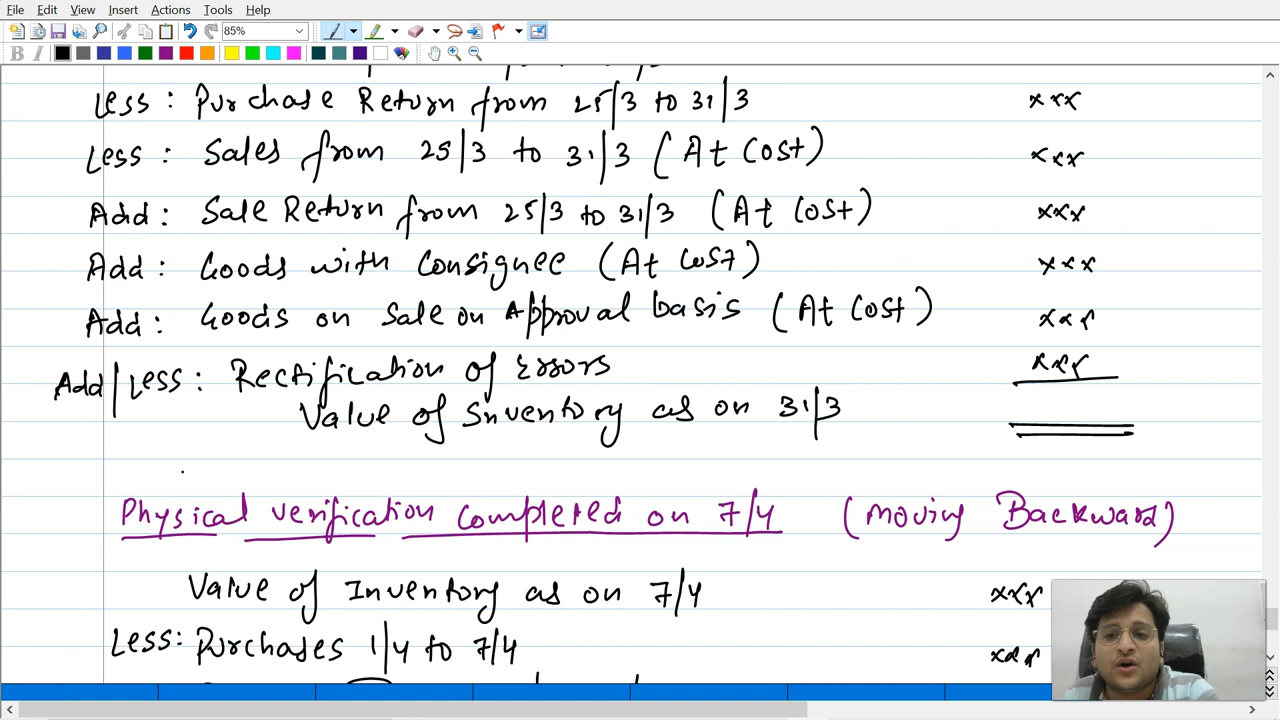 File Edit View Insert Actions Tools Help
85%
B I
Less: Purchase Return from 25/3 to 31/3 xxx
Less: Sales from 25/3 to 31/3 (At Cost) xxx
Add: Sale Return from 25/3 to 31/3 (At Cost) xxx
Add: Goods with Consignee (At Cost) xxx
Add: Goods on Sale on Approval basis (At Cost) xxx
Add/Less: Rectification of Errors xxx
Value of Inventory as on 31/3
Physical verification completed on 7/4 (Moving Backward)
Value of Inventory as on 7/4 xxx
Less: Purchases 1/4 to 7/4 xxx